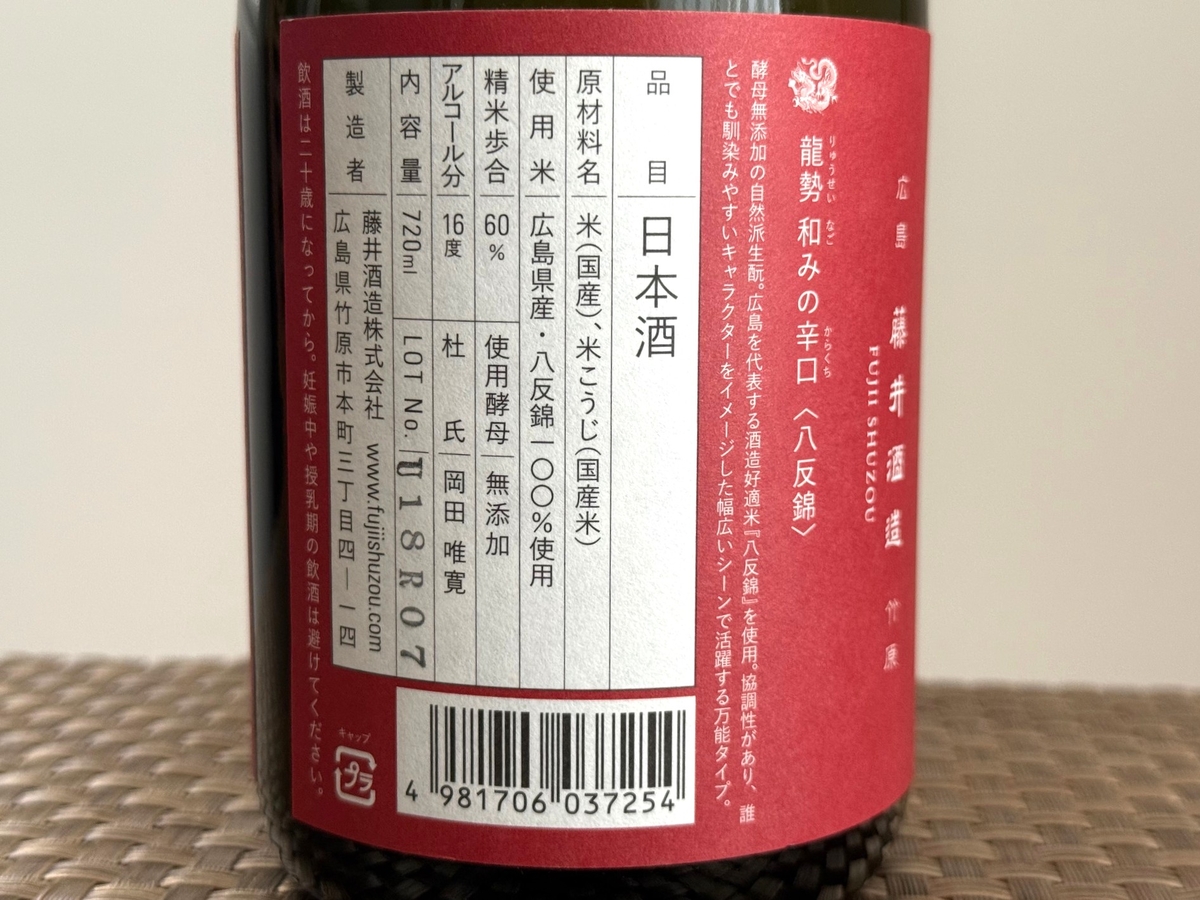 広島 藤井酒造 竹原
FUJII SHUZOU
りゅうせい なご からくち
龍勢 和みの辛口〈八反錦〉
酵母無添加の自然派生酛。広島を代表する酒造好適米『八反錦』を使用。協調性があり、誰
とでも馴染みやすいキャラクターをイメージした幅広いシーンで活躍する万能タイプ。
品目 日本酒
原材料名 米(国産)、米こうじ(国産米)
使用米 広島県産・八反錦一〇〇%使用
精米歩合 60% 使用酵母 無添加
アルコール分 16度 杜氏 岡田 唯寛
内容量 720ml LOT No. U18R07
製造者 藤井酒造株式会社 www.fujiishuzou.com
広島県竹原市本町三丁目四―一四
飲酒は二十歳になってから。妊娠中や授乳期の飲酒は避けてください。
キャップ
プラ
4 981706 037254